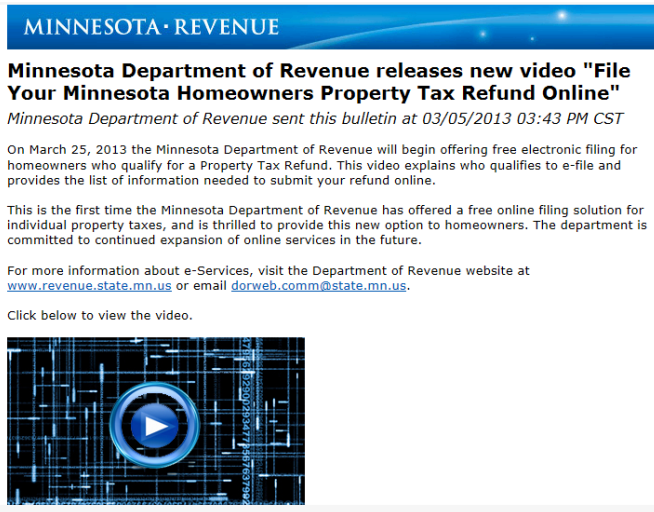 MINNESOTA · REVENUE
Minnesota Department of Revenue releases new video "File
Your Minnesota Homeowners Property Tax Refund Online"
Minnesota Department of Revenue sent this bulletin at 03/05/2013 03:43 PM CST
On March 25, 2013 the Minnesota Department of Revenue will begin offering free electronic filing for
homeowners who qualify for a Property Tax Refund. This video explains who qualifies to e-file and
provides the list of information needed to submit your refund online.
This is the first time the Minnesota Department of Revenue has offered a free online filing solution for
individual property taxes, and is thrilled to provide this new option to homeowners. The department is
committed to continued expansion of online services in the future.
For more information about e-Services, visit the Department of Revenue website at
www.revenue.state.mn.us or email dorweb.comm@state.mn.us.
Click below to view the video.